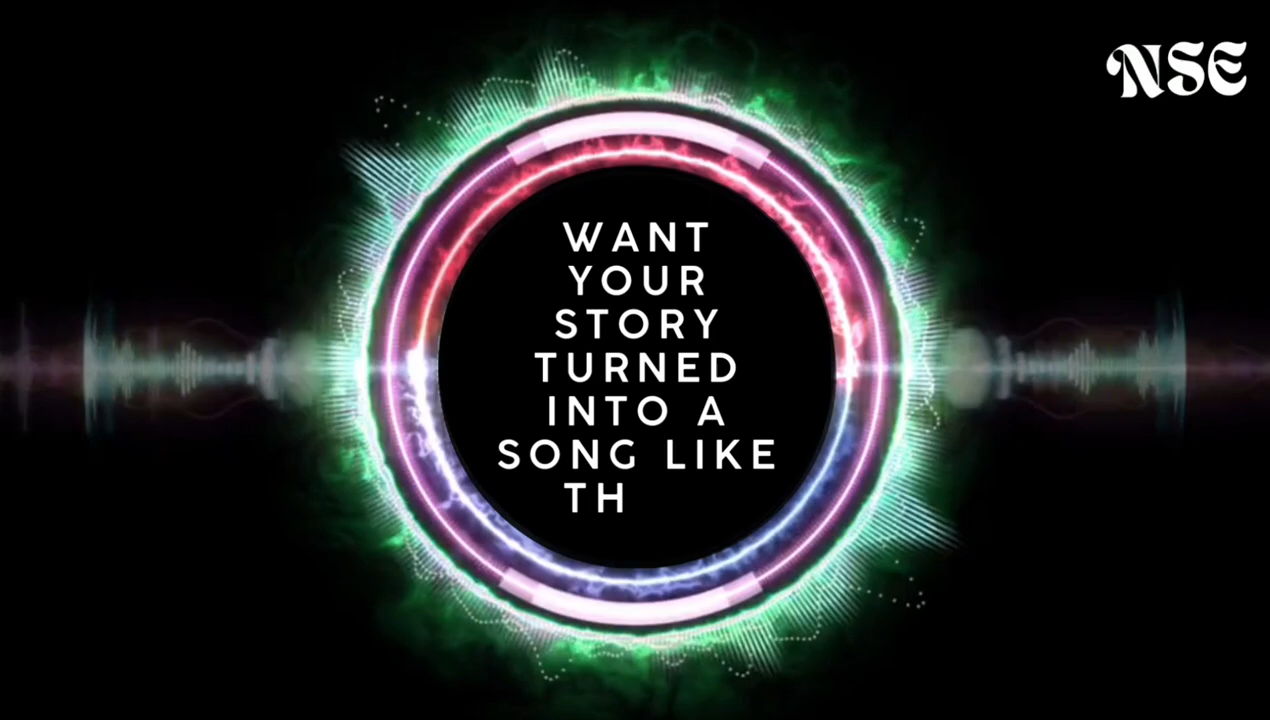 NSE
WANT
YOUR
STORY
TURNED
INTO A
SONG LIKE
TH